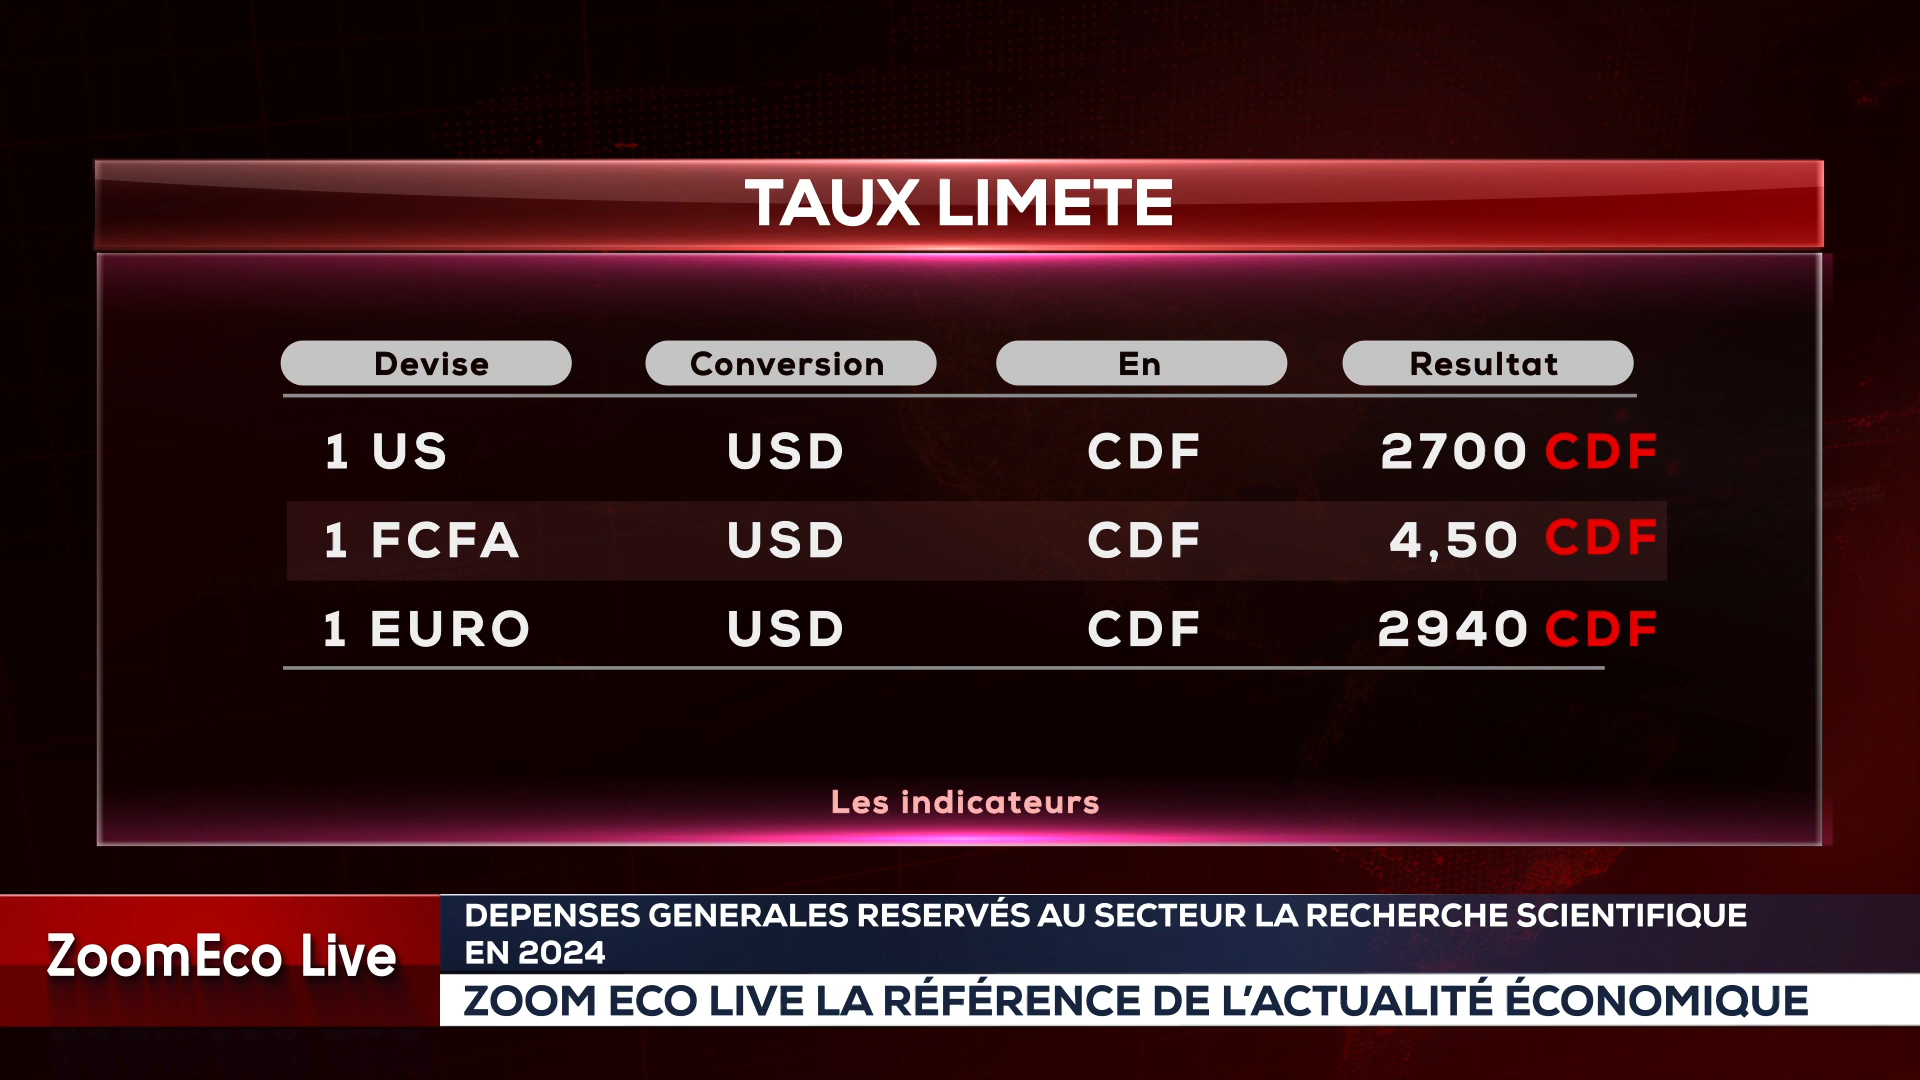 TAUX LIMETE
Devise Conversion En Resultat
1 US USD CDF 2700 CDF
1 FCFA USD CDF 4,50 CDF
1 EURO USD CDF 2940 CDF
Les indicateurs
ZoomEco Live
DEPENSES GENERALES RESERVÉS AU SECTEUR LA RECHERCHE SCIENTIFIQUE
EN 2024
ZOOM ECO LIVE LA RÉFÉRENCE DE L'ACTUALITÉ ÉCONOMIQUE